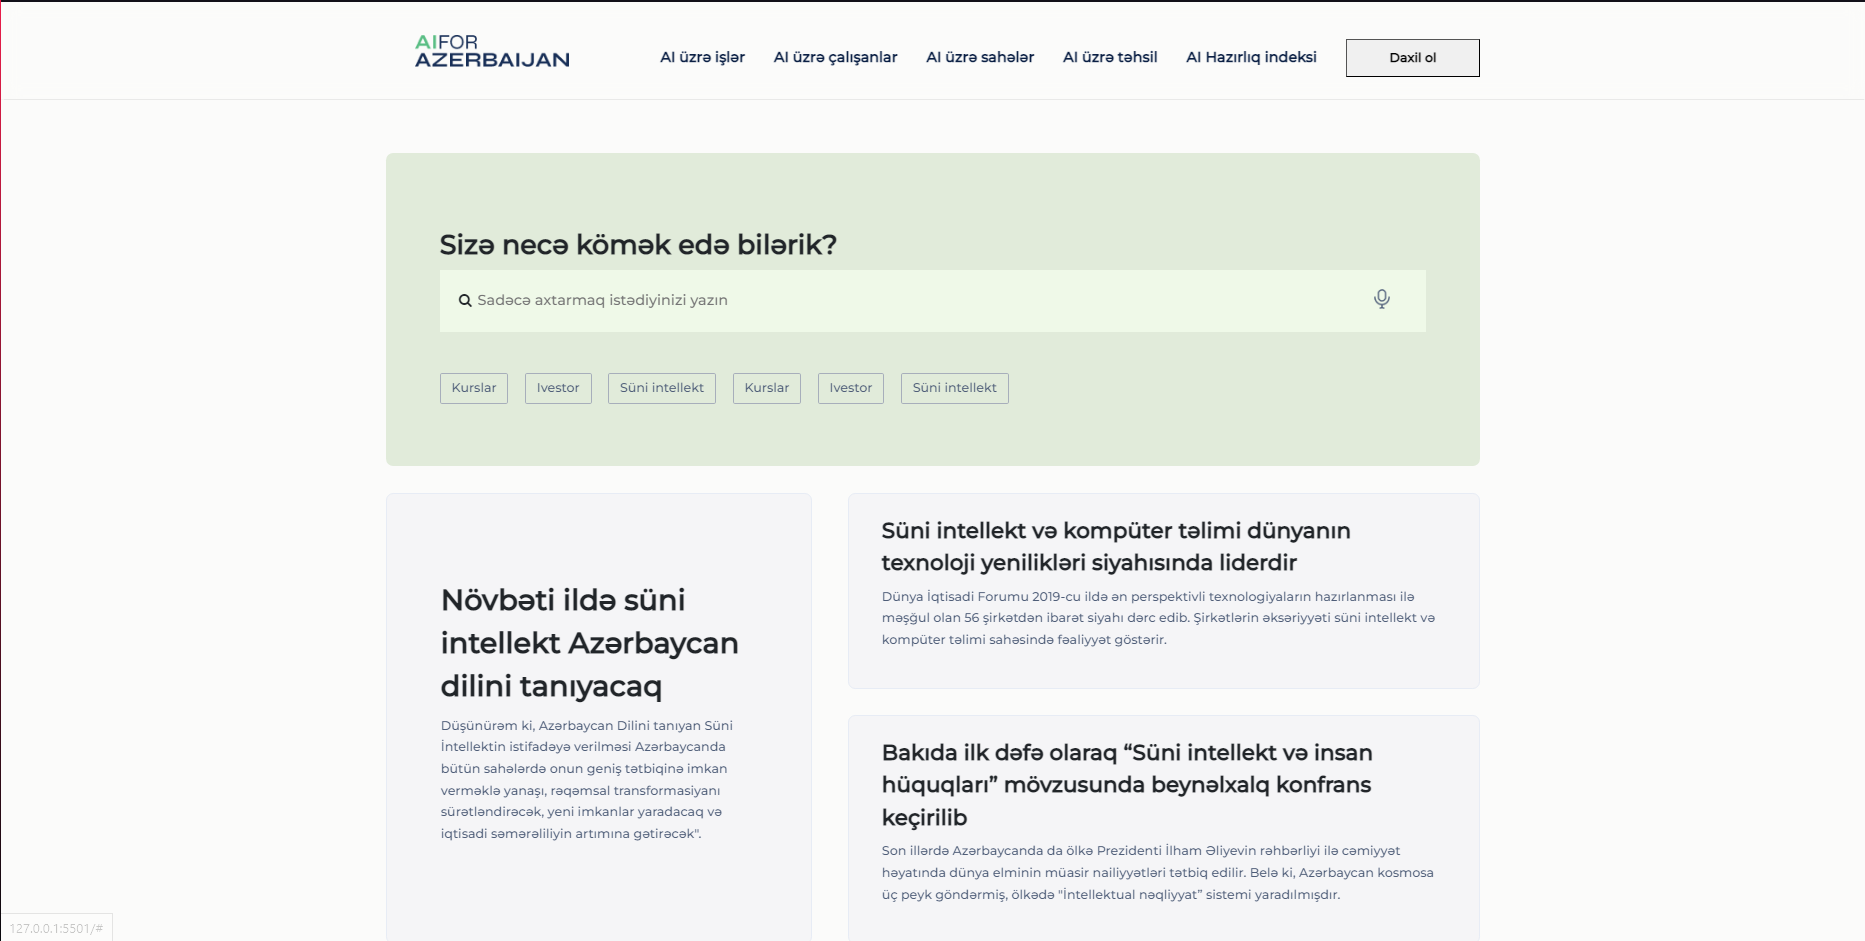 AIFOR
AZERBAIJAN
AI üzrə işlər
AI üzrə çalışanlar
AI üzrə sahələr
AI üzrə təhsil
AI Hazırlıq indeksi
Daxil ol
Sizə necə kömək edə bilərik?
Sadəcə axtarmaq istədiyinizi yazın
Kurslar
Ivestor
Süni intellekt
Kurslar
Ivestor
Süni intellekt
Növbəti ildə süni
intellekt Azərbaycan
dilini tanıyacaq
Düşünürəm ki, Azərbaycan Dilini tanıyan Süni
İntellektin istifadəyə verilməsi Azərbaycanda
bütün sahələrdə onun geniş tətbiqinə imkan
verməklə yanaşı, rəqəmsal transformasiyanı
sürətləndirəcək, yeni imkanlar yaradacaq və
iqtisadi səmərəliliyin artımına gətirəcək".
Süni intellekt və kompüter təlimi dünyanın
texnoloji yenilikləri siyahısında liderdir
Dünya İqtisadi Forumu 2019-cu ildə ən perspektivli texnologiyaların hazırlanması ilə
məşğul olan 56 şirkətdən ibarət siyahı dərc edib. Şirkətlərin əksəriyyəti süni intellekt və
kompüter təlimi sahəsində fəaliyyət göstərir.
Bakıda ilk dəfə olaraq “Süni intellekt və insan
hüquqları” mövzusunda beynəlxalq konfrans
keçirilib
Son illərdə Azərbaycanda da ölkə Prezidenti İlham Əliyevin rəhbərliyi ilə cəmiyyət
həyatında dünya elminin müasir nailiyyətləri tətbiq edilir. Belə ki, Azərbaycan kosmosa
üç peyk göndərmiş, ölkədə "İntellektual nəqliyyat” sistemi yaradılmışdır.
127.0.0.1:5501/#